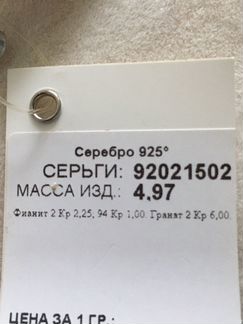 Серебро 925°
СЕРЬГИ: 92021502
МАССА ИЗД.: 4,97
Фианит 2 Кр 2,25, 94 Кр 1,00. Гранат 2 Кр 6,00.
ЦЕНА ЗА 1 ГР.: